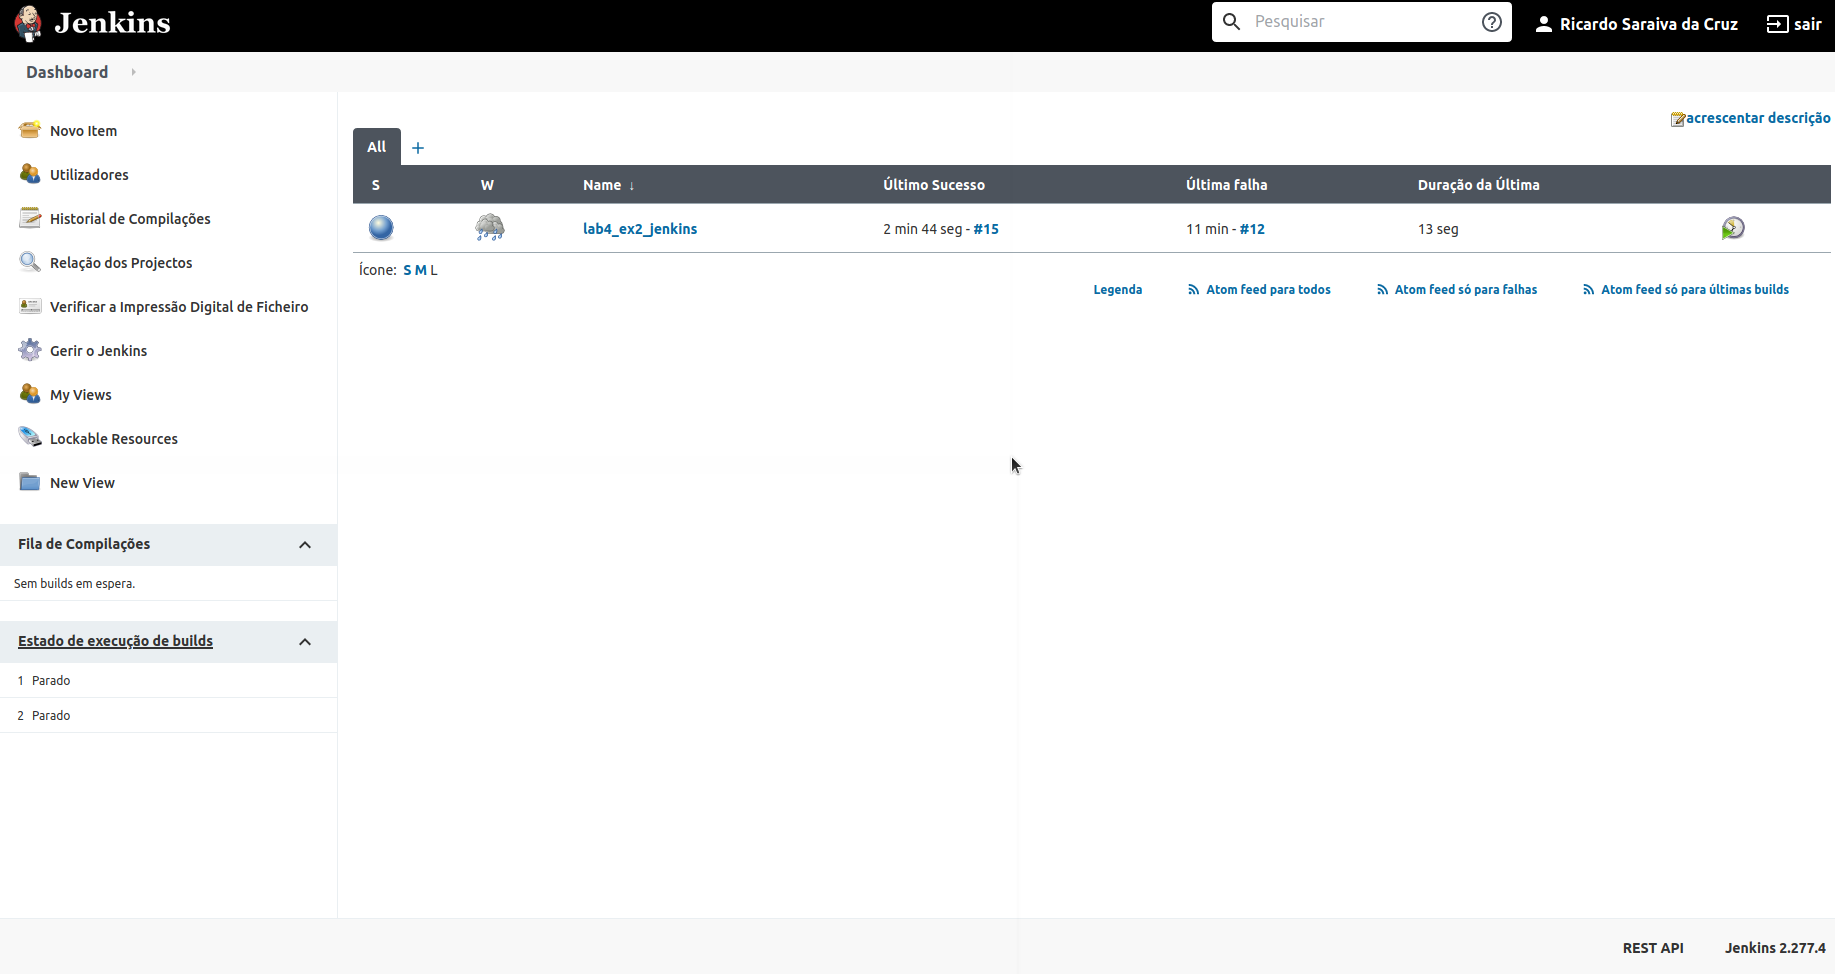 Jenkins
Pesquisar
Ricardo Saraiva da Cruz
sair
Dashboard
Novo Item
Utilizadores
Historial de Compilações
Relação dos Projectos
Verificar a Impressão Digital de Ficheiro
Gerir o Jenkins
My Views
Lockable Resources
New View
Fila de Compilações
Sem builds em espera.
Estado de execução de builds
1 Parado
2 Parado
acrescentar descrição
All +
S W Name ↓ Último Sucesso Última falha Duração da Última
lab4_ex2_jenkins 2 min 44 seg - #15 11 min - #12 13 seg
Ícone: S M L
Legenda Atom feed para todos Atom feed só para falhas Atom feed só para últimas builds
REST API Jenkins 2.277.4